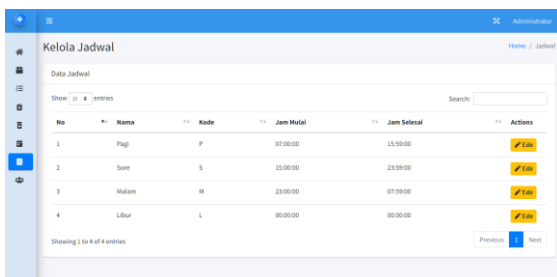 Administrator
Kelola Jadwal
Home / Jadwal
Data Jadwal
Show 10 entries
Search:
No Nama Kode Jam Mulai Jam Selesai Actions
1 Pagi P 07:00:00 15:59:00 Edit
2 Sore S 15:00:00 23:59:00 Edit
3 Malam M 23:00:00 07:59:00 Edit
4 Libur L 00:00:00 00:00:00 Edit
Showing 1 to 4 of 4 entries
Previous 1 Next